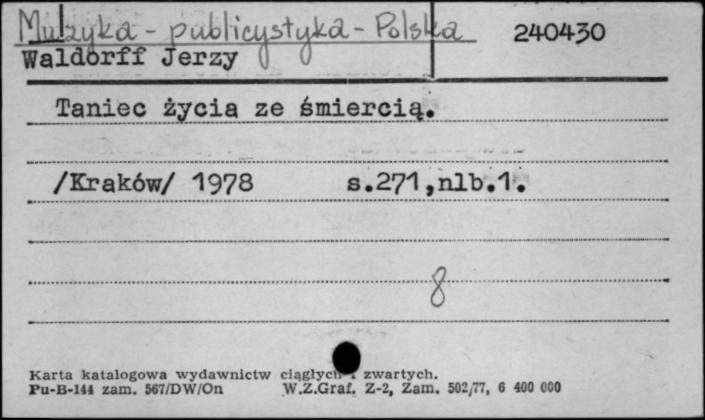 Muzyka - publicystyka - Polska 240430
Waldorff Jerzy
Taniec życia ze śmiercią.
/Kraków/ 1978 s.271,nlb.1.
8
Karta katalogowa wydawnictw ciągłych i zwartych.
Pu-B-144 zam. 567/DW/On W.Z.Graf. Z-2, Zam. 502/77, 6 400 000